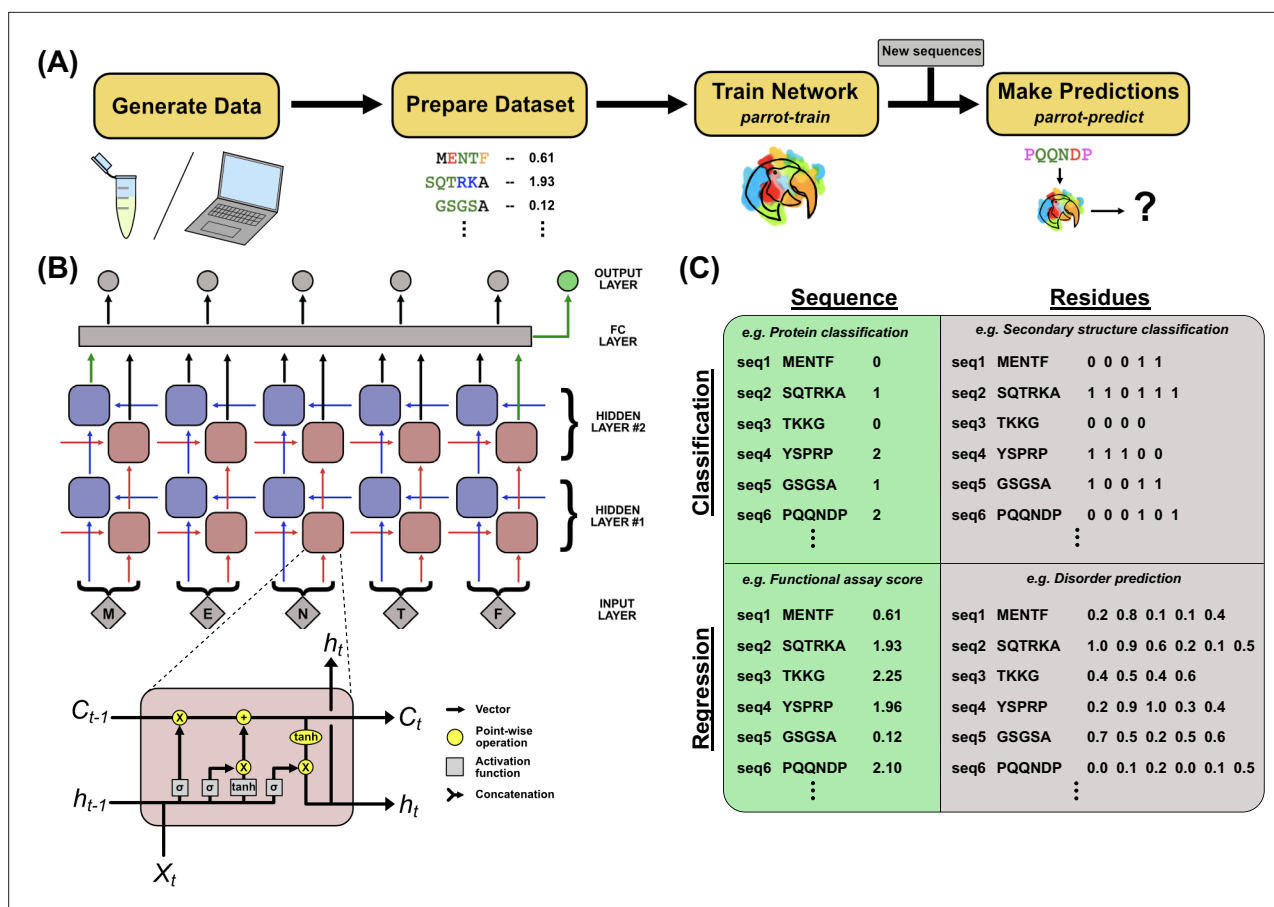 (A)
New sequences
Generate Data
Prepare Dataset
Train Network
parrot-train
Make Predictions
parrot-predict
MENTF -- 0.61
SQTRKA -- 1.93
GSGSA -- 0.12
PQQNDP
?
(B)
OUTPUT
LAYER
FC
LAYER
HIDDEN
LAYER #2
HIDDEN
LAYER #1
INPUT
LAYER
M E N T F
h_t
C_{t-1}
X + C_t
tanh
X X
σ σ tanh σ
h_{t-1} h_t
X_t
Vector
Point-wise
operation
Activation
function
Concatenation
(C)
Sequence Residues
Classification
e.g. Protein classification
seq1 MENTF 0
seq2 SQTRKA 1
seq3 TKKG 0
seq4 YSPRP 2
seq5 GSGSA 1
seq6 PQQNDP 2
e.g. Secondary structure classification
seq1 MENTF 0 0 0 1 1
seq2 SQTRKA 1 1 0 1 1 1
seq3 TKKG 0 0 0 0
seq4 YSPRP 1 1 1 0 0
seq5 GSGSA 1 0 0 1 1
seq6 PQQNDP 0 0 0 1 0 1
Regression
e.g. Functional assay score
seq1 MENTF 0.61
seq2 SQTRKA 1.93
seq3 TKKG 2.25
seq4 YSPRP 1.96
seq5 GSGSA 0.12
seq6 PQQNDP 2.10
e.g. Disorder prediction
seq1 MENTF 0.2 0.8 0.1 0.1 0.4
seq2 SQTRKA 1.0 0.9 0.6 0.2 0.1 0.5
seq3 TKKG 0.4 0.5 0.4 0.6
seq4 YSPRP 0.2 0.9 1.0 0.3 0.4
seq5 GSGSA 0.7 0.5 0.2 0.5 0.6
seq6 PQQNDP 0.0 0.1 0.2 0.0 0.1 0.5